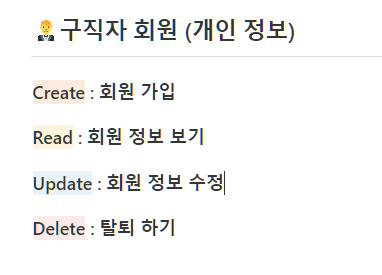 🤵구직자 회원 (개인 정보)
Create : 회원 가입
Read : 회원 정보 보기
Update : 회원 정보 수정
Delete : 탈퇴 하기